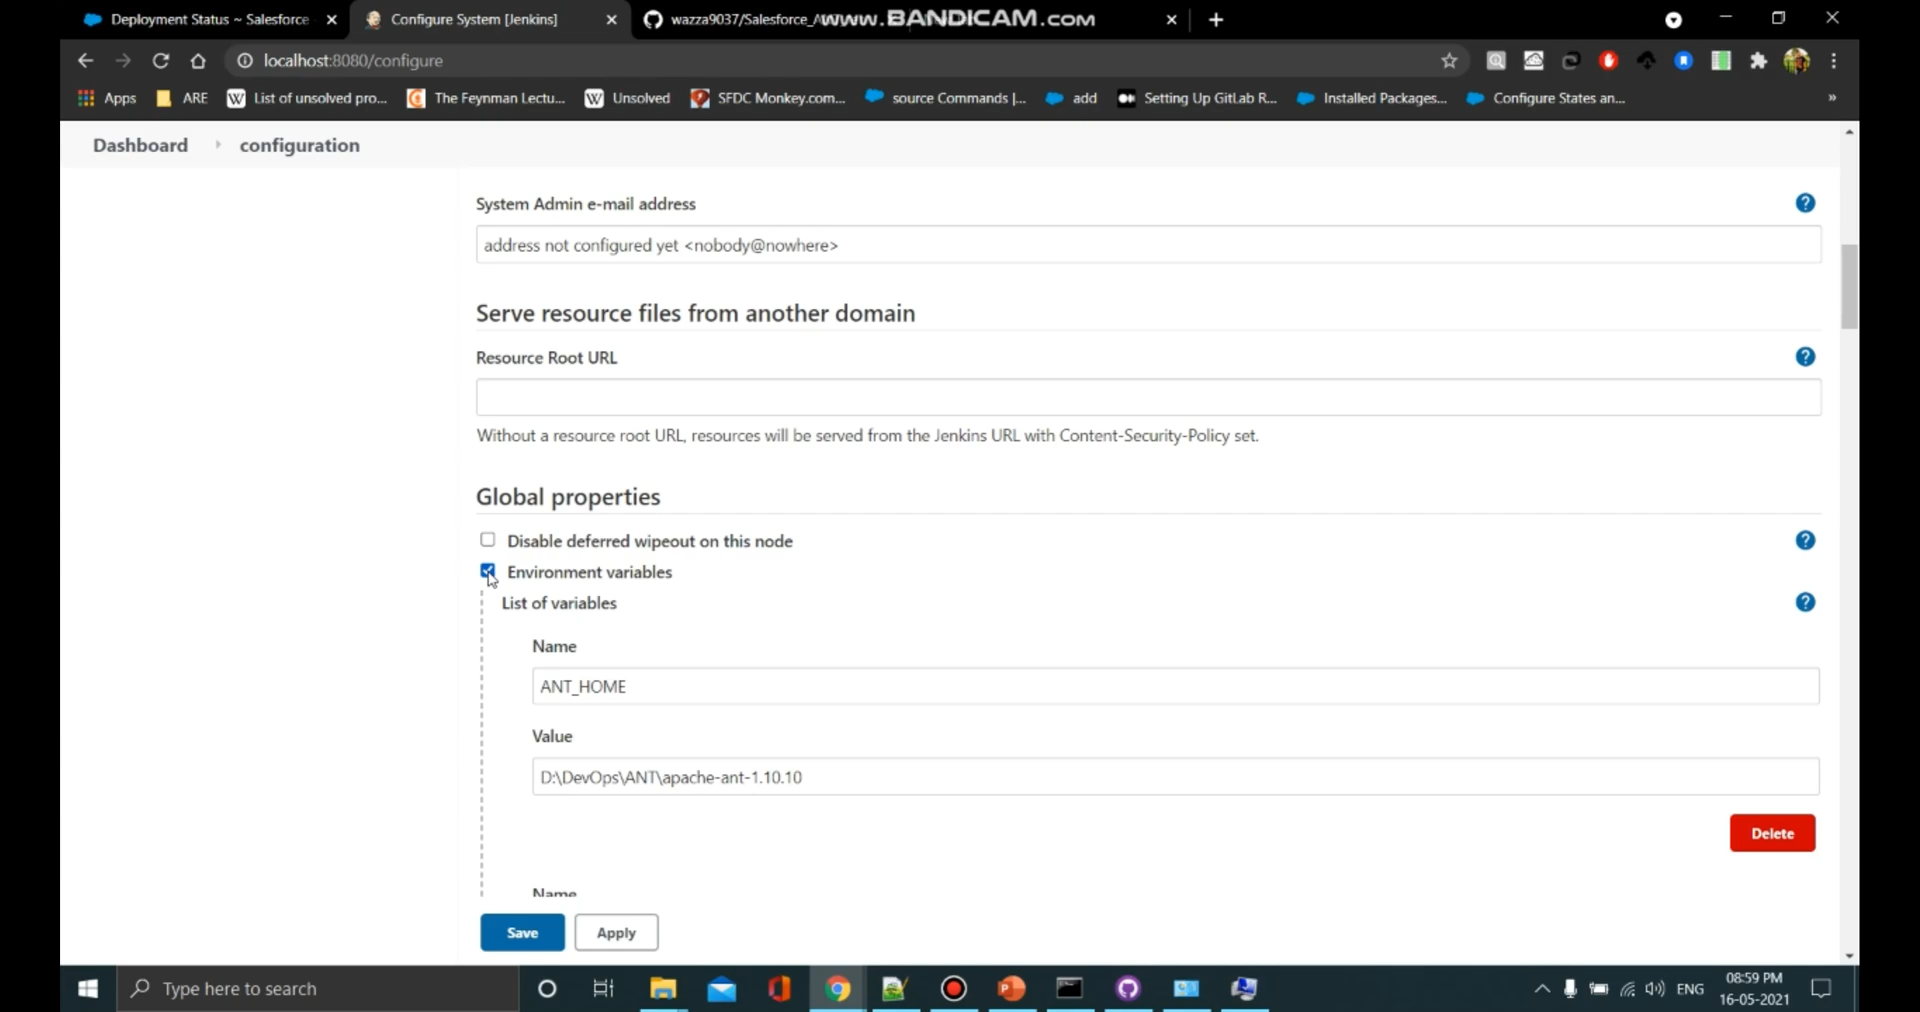 Deployment Status ~ Salesforce
Configure System [Jenkins]
wazza9037/Salesforce_A
www.BANDICAM.com
localhost:8080/configure
Apps
ARE
List of unsolved pro...
The Feynman Lectu...
Unsolved
SFDC Monkey.com...
source Commands |...
add
Setting Up GitLab R...
Installed Packages...
Configure States an...
»
Dashboard
configuration
System Admin e-mail address
address not configured yet <nobody@nowhere>
Serve resource files from another domain
Resource Root URL
Without a resource root URL, resources will be served from the Jenkins URL with Content-Security-Policy set.
Global properties
Disable deferred wipeout on this node
Environment variables
List of variables
Name
ANT_HOME
Value
D:\DevOps\ANT\apache-ant-1.10.10
Delete
Name
Save
Apply
Type here to search
ENG
08:59 PM
16-05-2021